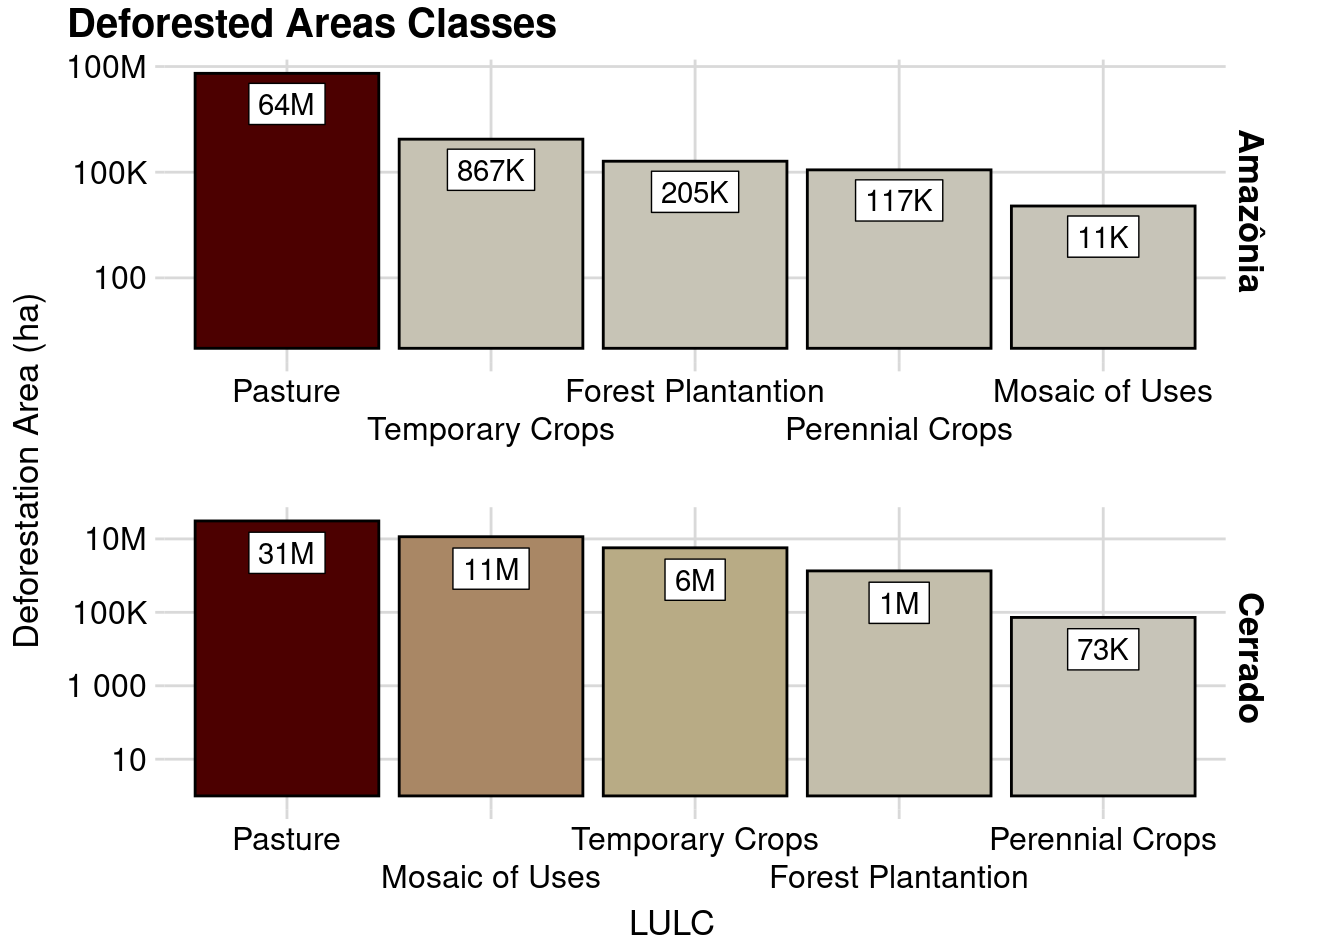 Deforested Areas Classes
Deforestation Area (ha)
100M
100K
100
64M
867K
205K
117K
11K
Amazônia
Pasture
Temporary Crops
Forest Plantantion
Perennial Crops
Mosaic of Uses
10M
100K
1 000
10
31M
11M
6M
1M
73K
Cerrado
Pasture
Mosaic of Uses
Temporary Crops
Forest Plantantion
Perennial Crops
LULC